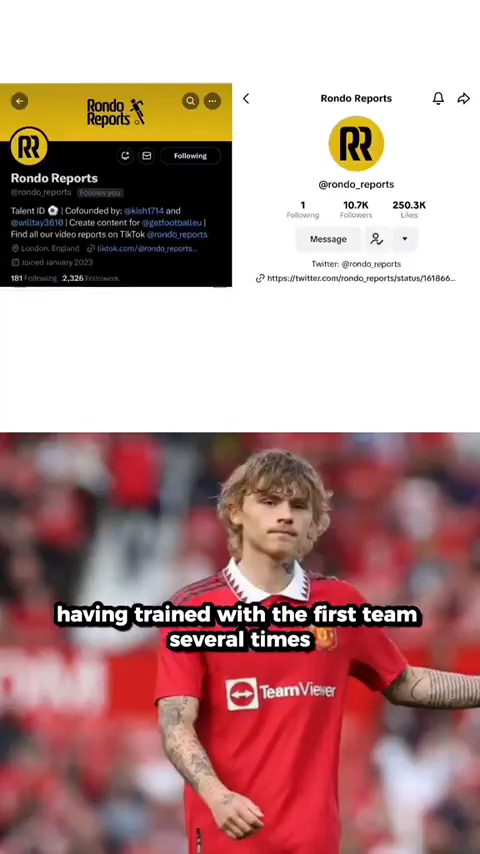 Rondo
Reports
RR
Following
Rondo Reports
@rondo_reports Follows you
Talent ID ⚽ | Cofounded by: @kish1714 and
@willtay3610 | Create content for @getfootballeu |
Find all our video reports on TikTok @rondo_reports
London, England tiktok.com/@rondo_reports...
Joined January 2023
181 Following 2,326 Followers
Rondo Reports
RR
@rondo_reports
1 10.7K 250.3K
Following Followers Likes
Message
Twitter: @rondo_reports
https://twitter.com/rondo_reports/status/161866...
having trained with the first team
several times
TeamViewer